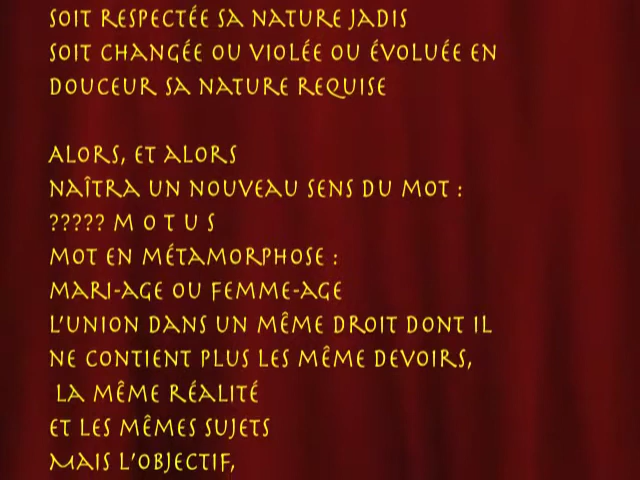 SOIT RESPECTÉE SA NATURE JADIS
SOIT CHANGÉE OU VIOLÉE OU ÉVOLUÉE EN
DOUCEUR SA NATURE REQUISE
ALORS, ET ALORS
NAÎTRA UN NOUVEAU SENS DU MOT :
????? M O T U S
MOT EN MÉTAMORPHOSE :
MARI-AGE OU FEMME-AGE
L'UNION DANS UN MÊME DROIT DONT IL
NE CONTIENT PLUS LES MÊME DEVOIRS,
LA MÊME RÉALITÉ
ET LES MÊMES SUJETS
MAIS L'OBJECTIF,